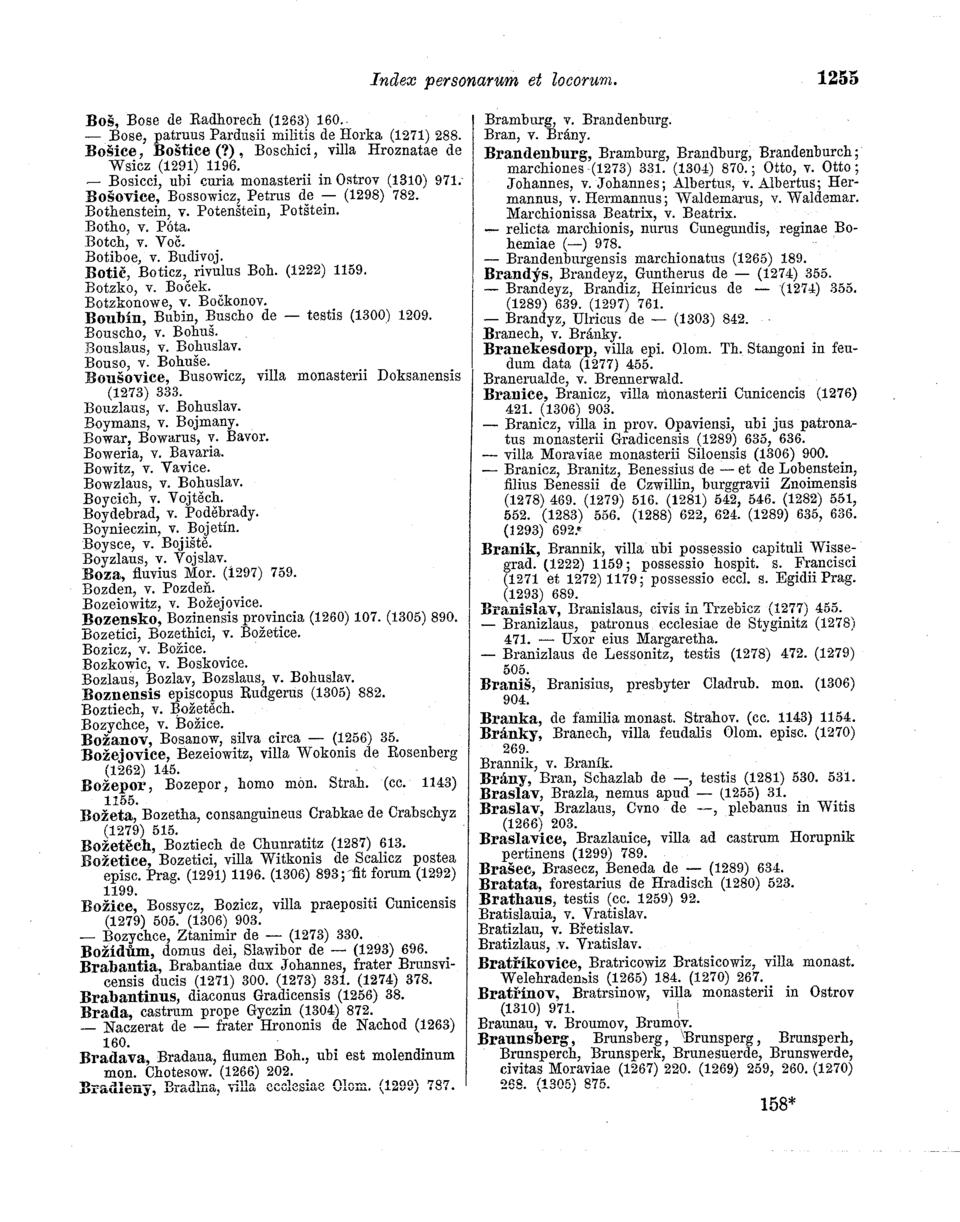 Index personarum et locorum. 1255
Boš, Bose de Radhorech (1263) 160.
— Bose, patruus Pardusii militis de Horka (1271) 288.
Bošice, Boštice (?), Boschici, villa Hroznatae de
Wsicz (1291) 1196.
— Bosicci, ubi curia monasterii in Ostrov (1310) 971.
Bošovice, Bossowicz, Petrus de — (1298) 782.
Bothenstein, v. Potenštein, Potštein.
Botho, v. Póta.
Botch, v. Voč.
Botiboe, v. Budivoj.
Botič, Boticz, rivulus Boh. (1222) 1159.
Botzko, v. Boček.
Botzkonowe, v. Bočkonov.
Boubín, Bubin, Buscho de — testis (1300) 1209.
Bouscho, v. Bohuš.
Bouslaus, v. Bohuslav.
Bouso, v. Bohuše.
Boušovice, Busowicz, villa monasterii Doksanensis
(1273) 333.
Bouzlaus, v. Bohuslav.
Boymans, v. Bojmany.
Bowar, Bowarus, v. Bavor.
Boweria, v. Bavaria.
Bowitz, v. Vavice.
Bowzlaus, v. Bohuslav.
Boycich, v. Vojtěch.
Boydebrad, v. Poděbrady.
Boynieczin, v. Bojetín.
Boysce, v. Bojiště.
Boyzlaus, v. Vojslav.
Boza, fluvius Mor. (1297) 759.
Bozden, v. Pozdeň.
Bozeiowitz, v. Božejovice.
Bozensko, Bozinensis provincia (1260) 107. (1305) 890.
Bozetici, Bozethici, v. Božetice.
Bozicz, v. Božice.
Bozkowic, v. Boskovice.
Bozlaus, Bozlav, Bozslaus, v. Bohuslav.
Boznensis episcopus Rudgerus (1305) 882.
Boztiech, v. Božetěch.
Bozychce, v. Božice.
Božanov, Bosanow, silva circa — (1256) 35.
Božejovice, Bezeiowitz, villa Wokonis de Rosenberg
(1262) 145.
Božepor, Bozepor, homo mon. Strah. (cc. 1143)
1155.
Božeta, Bozetha, consanguineus Crabkae de Crabschyz
(1279) 515.
Božetěch, Boztiech de Chunratitz (1287) 613.
Božetice, Bozetici, villa Witkonis de Scalicz postea
episc. Prag. (1291) 1196. (1306) 893; fit forum (1292)
1199.
Božice, Bossycz, Bozicz, villa praepositi Cunicensis
(1279) 505. (1306) 903.
— Bozychce, Ztanimir de — (1273) 330.
Božídům, domus dei, Slawibor de — (1293) 696.
Brabantia, Brabantiae dux Johannes, frater Brunsvi-
censis ducis (1271) 300. (1273) 331. (1274) 378.
Brabantinus, diaconus Gradicensis (1256) 38.
Brada, castrum prope Gyczin (1304) 872.
— Naczerat de — frater Hrononis de Nachod (1263)
160.
Bradava, Bradaua, flumen Boh., ubi est molendinum
mon. Chotesow. (1266) 202.
Bradleny, Bradlna, villa ecclesiae Olom. (1299) 787.
Bramburg, v. Brandenburg.
Bran, v. Brány.
Brandenburg, Bramburg, Brandburg, Brandenburch;
marchiones (1273) 331. (1304) 870.; Otto, v. Otto;
Johannes, v. Johannes; Albertus, v. Albertus; Her-
mannus, v. Hermannus; Waldemarus, v. Waldemar.
Marchionissa Beatrix, v. Beatrix.
— relicta marchionis, nurus Cunegundis, reginae Bo-
hemiae (—) 978.
— Brandenburgensis marchionatus (1265) 189.
Brandýs, Brandeyz, Guntherus de — (1274) 355.
— Brandeyz, Brandiz, Heinricus de — (1274) 355.
(1289) 639. (1297) 761.
— Brandyz, Ulricus de — (1303) 842.
Branech, v. Bránky.
Branekesdorp, villa epi. Olom. Th. Stangoni in feu-
dum data (1277) 455.
Branerualde, v. Brennerwald.
Branice, Branicz, villa monasterii Cunicencis (1276)
421. (1306) 903.
— Branicz, villa in prov. Opaviensi, ubi jus patrona-
tus monasterii Gradicensis (1289) 635, 636.
— villa Moraviae monasterii Siloensis (1306) 900.
— Branicz, Branitz, Benessius de — et de Lobenstein,
filius Benessii de Czwillin, burggravii Znoimensis
(1278) 469. (1279) 516. (1281) 542, 546. (1282) 551,
552. (1283) 556. (1288) 622, 624. (1289) 635, 636.
(1293) 692.
Braník, Brannik, villa ubi possessio capituli Wisse-
grad. (1222) 1159; possessio hospit. s. Francisci
(1271 et 1272) 1179; possessio eccl. s. Egidii Prag.
(1293) 689.
Branislav, Branislaus, civis in Trzebicz (1277) 455.
— Branizlaus, patronus ecclesiae de Styginitz (1278)
471. — Uxor eius Margaretha.
— Branizlaus de Lessonitz, testis (1278) 472. (1279)
505.
Braniš, Branisius, presbyter Cladrub. mon. (1306)
904.
Branka, de familia monast. Strahov. (cc. 1143) 1154.
Bránky, Branech, villa feudalis Olom. episc. (1270)
269.
Brannik, v. Braník.
Brány, Bran, Schazlab de —, testis (1281) 530. 531.
Braslav, Brazla, nemus apud — (1255) 31.
Braslav, Brazlaus, Cvno de —, plebanus in Witis
(1266) 203.
Braslavice, Brazlauice, villa ad castrum Horupnik
pertinens (1299) 789.
Brašec, Brasecz, Beneda de — (1289) 634.
Bratata, forestarius de Hradisch (1280) 523.
Brathaus, testis (cc. 1259) 92.
Bratislauia, v. Vratislav.
Bratizlau, v. Břetislav.
Bratizlaus, v. Vratislav.
Bratříkovice, Bratricowiz Bratsicowiz, villa monast.
Welehradensis (1265) 184. (1270) 267.
Bratřínov, Bratrsinow, villa monasterii in Ostrov
(1310) 971.
Braunau, v. Broumov, Brumov.
Braunsberg, Brunsberg, Brunsperg, Brunsperh,
Brunsperch, Brunsperk, Brunesuerde, Brunswerde,
civitas Moraviae (1267) 220. (1269) 259, 260. (1270)
268. (1305) 875.
158*